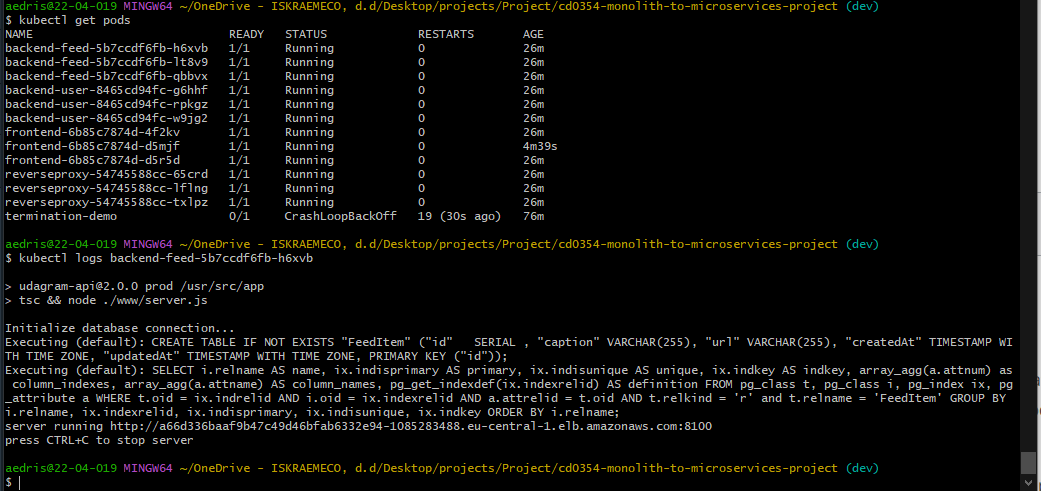 aedris@22-04-019 MINGW64 ~/OneDrive - ISKRAEMECO, d.d/Desktop/projects/Project/cd0354-monolith-to-microservices-project (dev)
$ kubectl get pods
NAME READY STATUS RESTARTS AGE
backend-feed-5b7ccdf6fb-h6xvb 1/1 Running 0 26m
backend-feed-5b7ccdf6fb-lt8v9 1/1 Running 0 26m
backend-feed-5b7ccdf6fb-qbbvx 1/1 Running 0 26m
backend-user-8465cd94fc-g6hhf 1/1 Running 0 26m
backend-user-8465cd94fc-rpkgz 1/1 Running 0 26m
backend-user-8465cd94fc-w9jg2 1/1 Running 0 26m
frontend-6b85c7874d-4f2kv 1/1 Running 0 26m
frontend-6b85c7874d-d5mjf 1/1 Running 0 4m39s
frontend-6b85c7874d-d5r5d 1/1 Running 0 26m
reverseproxy-54745588cc-65crd 1/1 Running 0 26m
reverseproxy-54745588cc-lflng 1/1 Running 0 26m
reverseproxy-54745588cc-txlpz 1/1 Running 0 26m
termination-demo 0/1 CrashLoopBackOff 19 (30s ago) 76m
aedris@22-04-019 MINGW64 ~/OneDrive - ISKRAEMECO, d.d/Desktop/projects/Project/cd0354-monolith-to-microservices-project (dev)
$ kubectl logs backend-feed-5b7ccdf6fb-h6xvb
> udagram-api@2.0.0 prod /usr/src/app
> tsc && node ./www/server.js
Initialize database connection...
Executing (default): CREATE TABLE IF NOT EXISTS "FeedItem" ("id"   SERIAL , "caption" VARCHAR(255), "url" VARCHAR(255), "createdAt" TIMESTAMP WI
TH TIME ZONE, "updatedAt" TIMESTAMP WITH TIME ZONE, PRIMARY KEY ("id"));
Executing (default): SELECT i.relname AS name, ix.indisprimary AS primary, ix.indisunique AS unique, ix.indkey AS indkey, array_agg(a.attnum) as
column_indexes, array_agg(a.attname) AS column_names, pg_get_indexdef(ix.indexrelid) AS definition FROM pg_class t, pg_class i, pg_index ix, pg
_attribute a WHERE t.oid = ix.indrelid AND i.oid = ix.indexrelid AND a.attrelid = t.oid AND t.relkind = 'r' and t.relname = 'FeedItem' GROUP BY
i.relname, ix.indexrelid, ix.indisprimary, ix.indisunique, ix.indkey ORDER BY i.relname;
server running http://a66d336baaf9b47c49d46bfab6332e94-1085283488.eu-central-1.elb.amazonaws.com:8100
press CTRL+C to stop server
aedris@22-04-019 MINGW64 ~/OneDrive - ISKRAEMECO, d.d/Desktop/projects/Project/cd0354-monolith-to-microservices-project (dev)
$